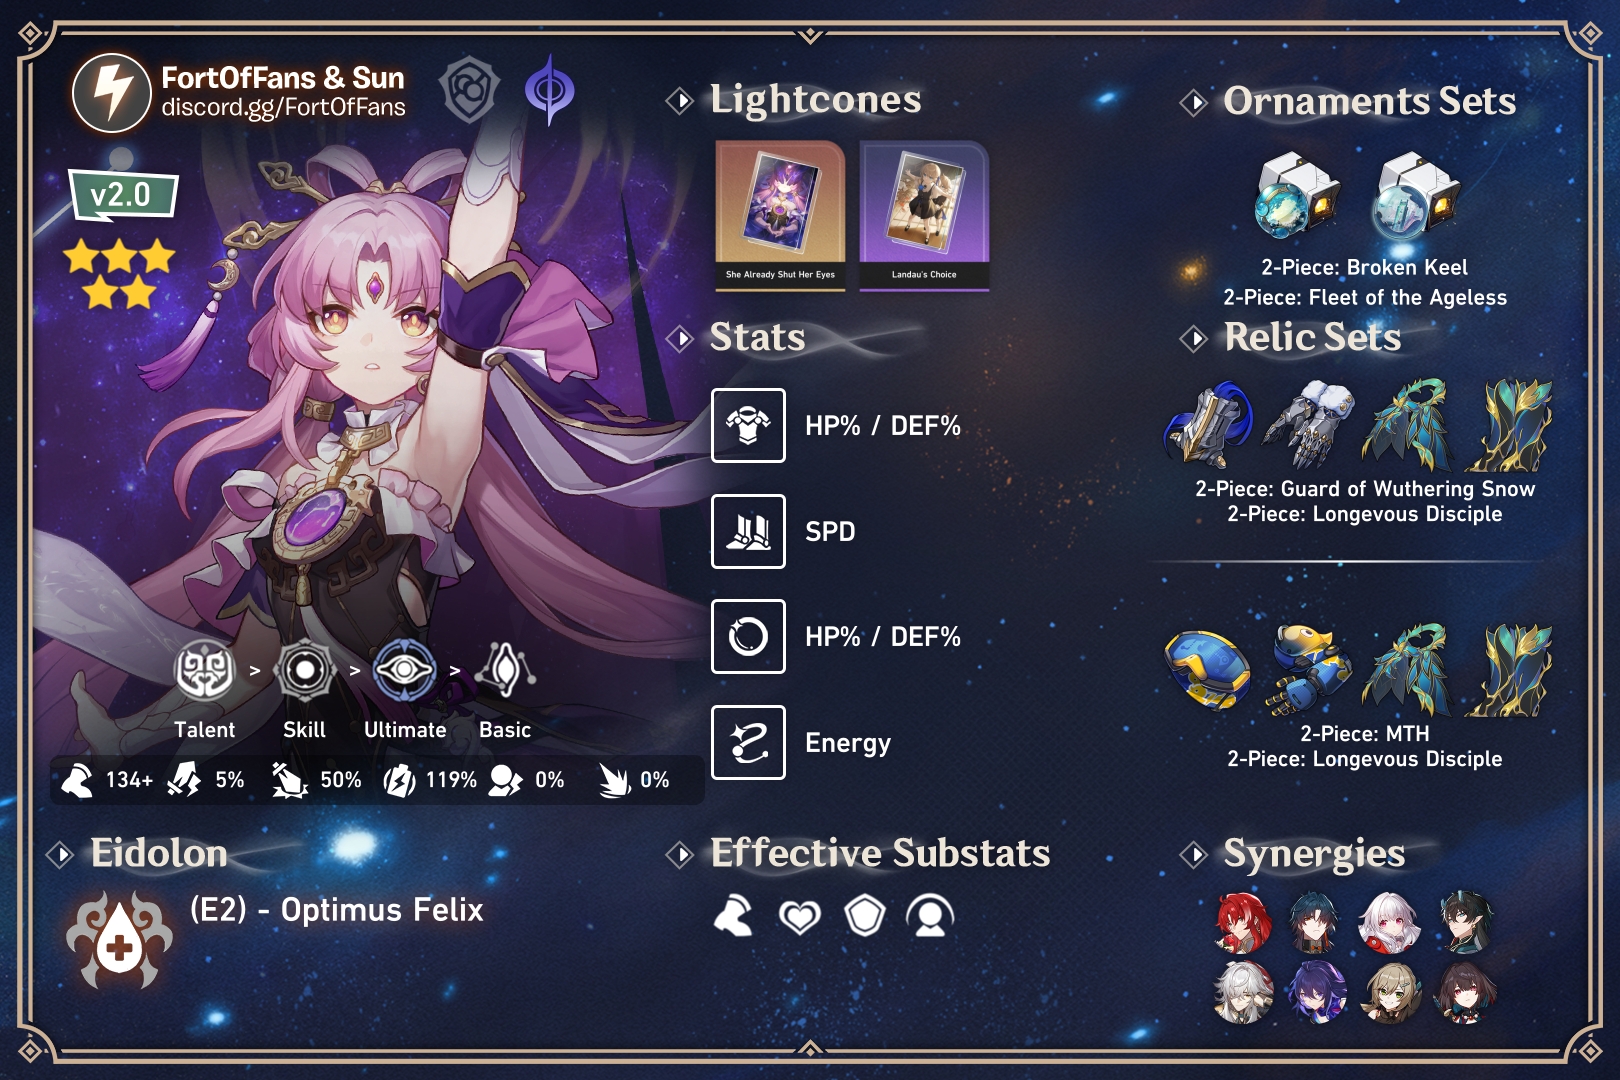 FortOfFans & Sun
discord.gg/FortOfFans
v2.0
Talent > Skill > Ultimate > Basic
134+ 5% 50% 119% 0% 0%
Eidolon
(E2) - Optimus Felix
Lightcones
She Already Shut Her Eyes
Landau's Choice
Stats
HP% / DEF%
SPD
HP% / DEF%
Energy
Effective Substats
Ornaments Sets
2-Piece: Broken Keel
2-Piece: Fleet of the Ageless
Relic Sets
2-Piece: Guard of Wuthering Snow
2-Piece: Longevous Disciple
2-Piece: MTH
2-Piece: Longevous Disciple
Synergies